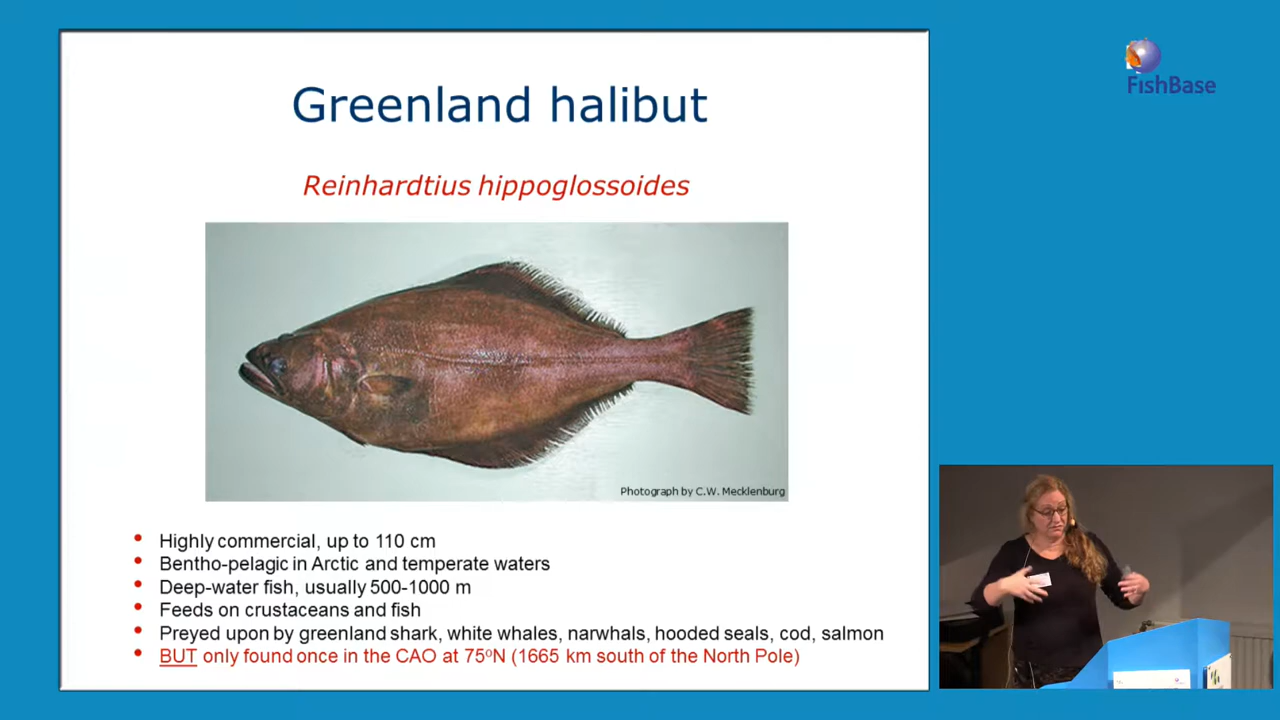 FishBase
Greenland halibut
Reinhardtius hippoglossoides
Photograph by C.W. Mecklenburg
• Highly commercial, up to 110 cm
• Bentho-pelagic in Arctic and temperate waters
• Deep-water fish, usually 500-1000 m
• Feeds on crustaceans and fish
• Preyed upon by greenland shark, white whales, narwhals, hooded seals, cod, salmon
• BUT only found once in the CAO at 75ºN (1665 km south of the North Pole)